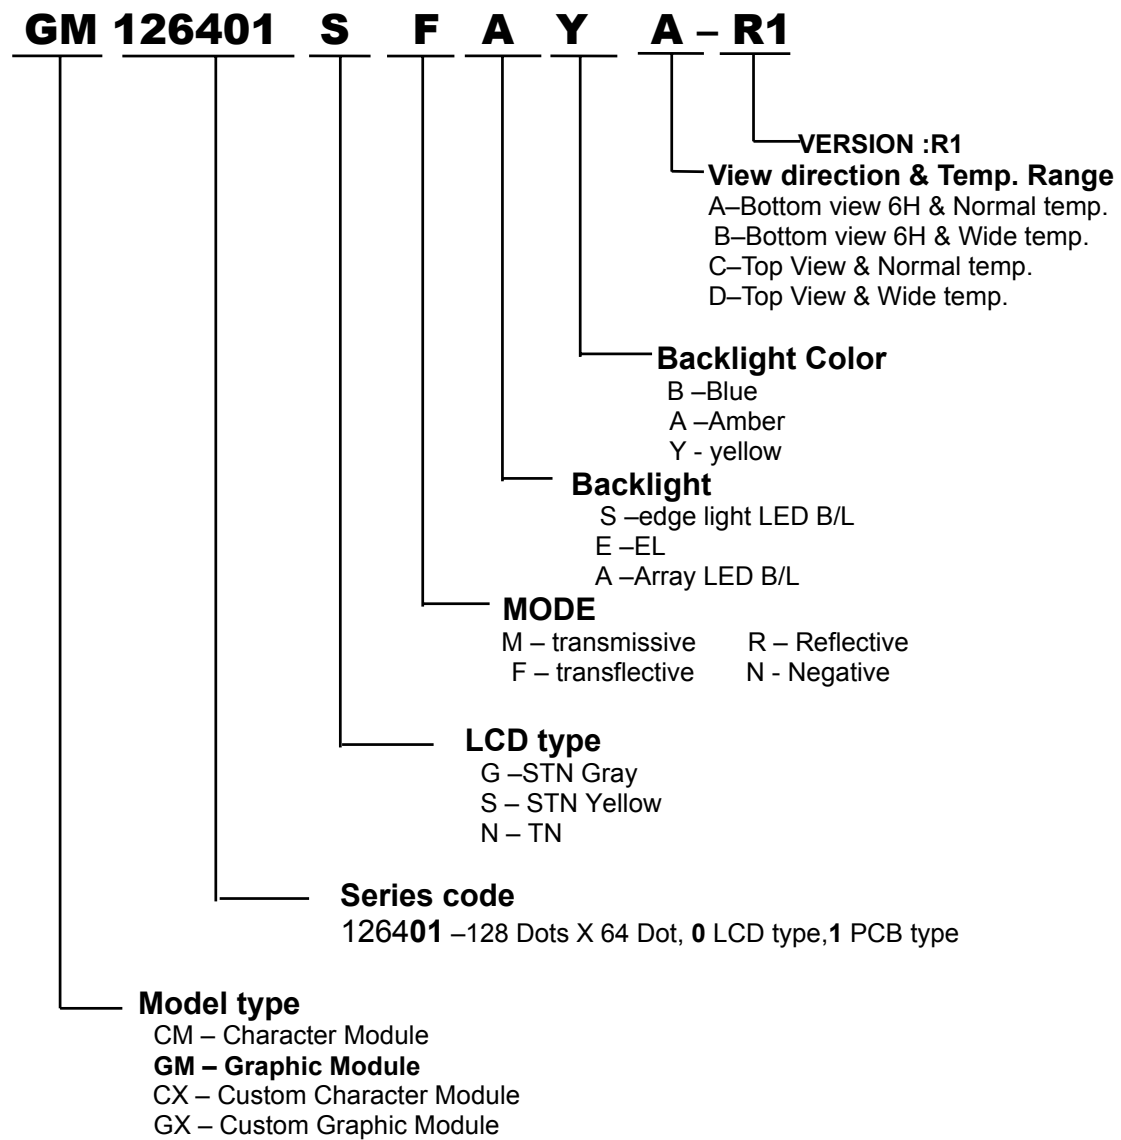 GM 126401 S F A Y A – R1
VERSION :R1
View direction & Temp. Range
A–Bottom view 6H & Normal temp.
B–Bottom view 6H & Wide temp.
C–Top View & Normal temp.
D–Top View & Wide temp.
Backlight Color
B –Blue
A –Amber
Y - yellow
Backlight
S –edge light LED B/L
E –EL
A –Array LED B/L
MODE
M – transmissive R – Reflective
F – transflective N - Negative
LCD type
G –STN Gray
S – STN Yellow
N – TN
Series code
126401 –128 Dots X 64 Dot, 0 LCD type,1 PCB type
Model type
CM – Character Module
GM – Graphic Module
CX – Custom Character Module
GX – Custom Graphic Module